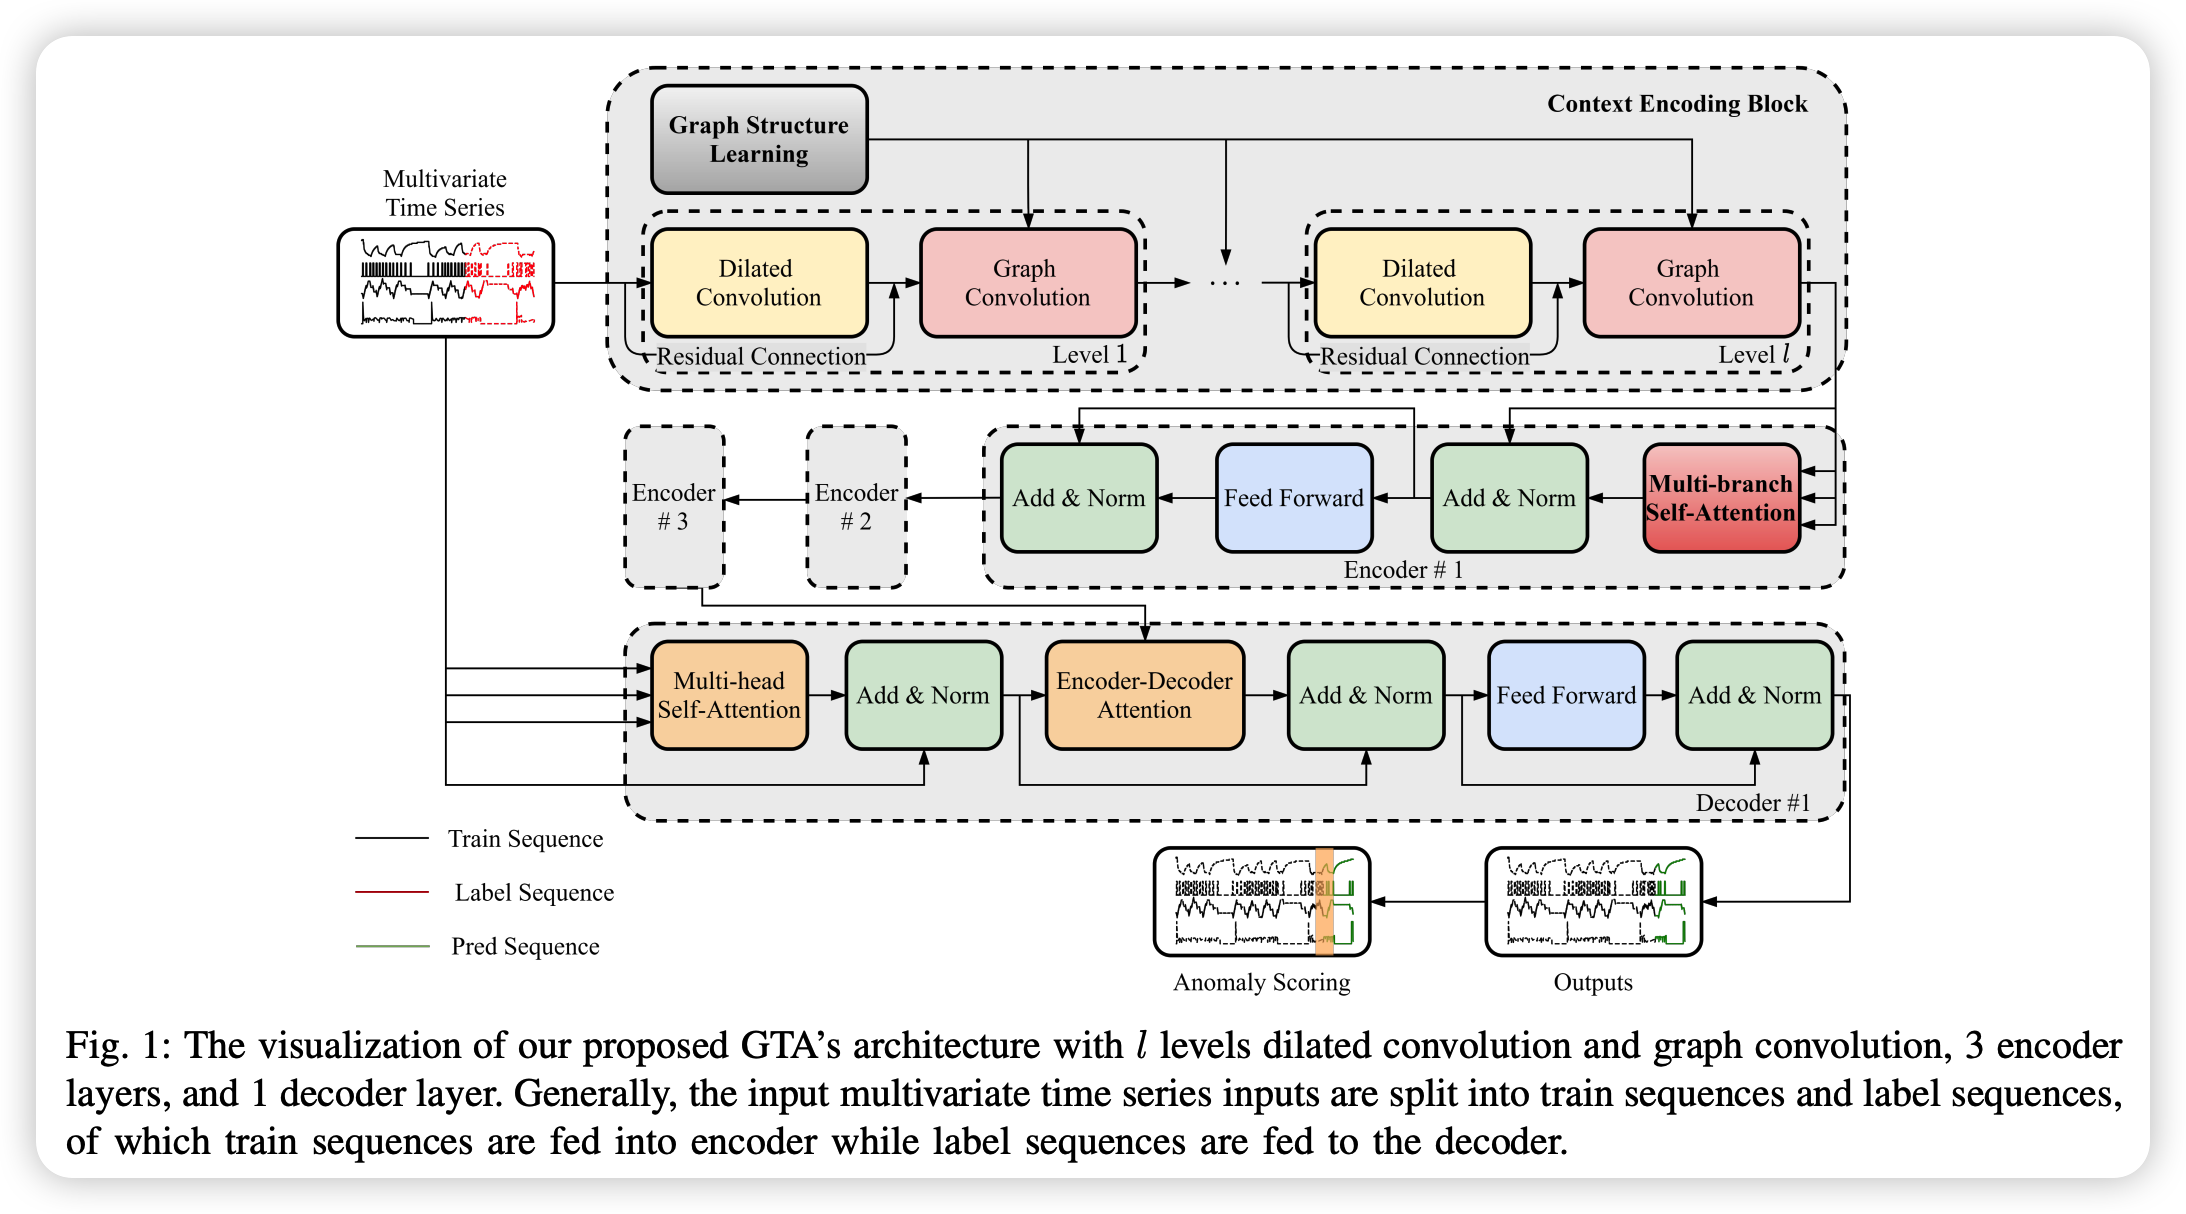 Context Encoding Block
Graph Structure
Learning
Multivariate
Time Series
Dilated
Convolution
Graph
Convolution
...
Dilated
Convolution
Graph
Convolution
Residual Connection
Level 1
Residual Connection
Level l
Encoder
# 3
Encoder
# 2
Add & Norm
Feed Forward
Add & Norm
Multi-branch
Self-Attention
Encoder # 1
Multi-head
Self-Attention
Add & Norm
Encoder-Decoder
Attention
Add & Norm
Feed Forward
Add & Norm
Decoder #1
Train Sequence
Label Sequence
Pred Sequence
Anomaly Scoring
Outputs
Fig. 1: The visualization of our proposed GTA's architecture with l levels dilated convolution and graph convolution, 3 encoder
layers, and 1 decoder layer. Generally, the input multivariate time series inputs are split into train sequences and label sequences,
of which train sequences are fed into encoder while label sequences are fed to the decoder.